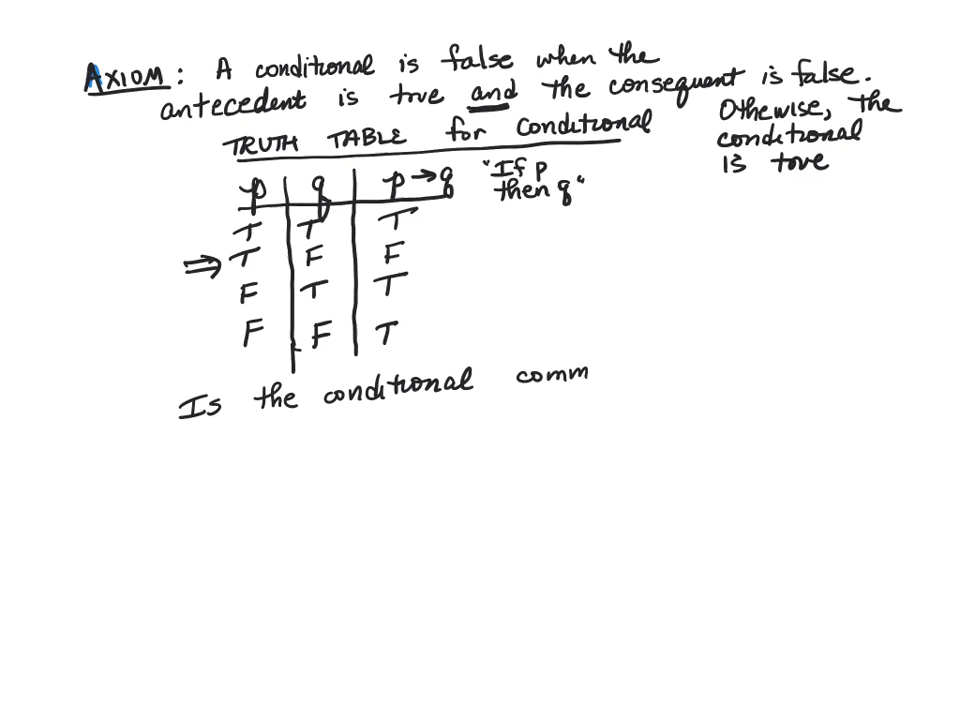 AXIOM: A conditional is false when the
antecedent is true and the consequent is false.
Otherwise, the
conditional
is true
TRUTH TABLE for Conditional
p q p → q "If p
then q"
T T T
⇒ T F F
F T T
F F T
Is the conditional comm